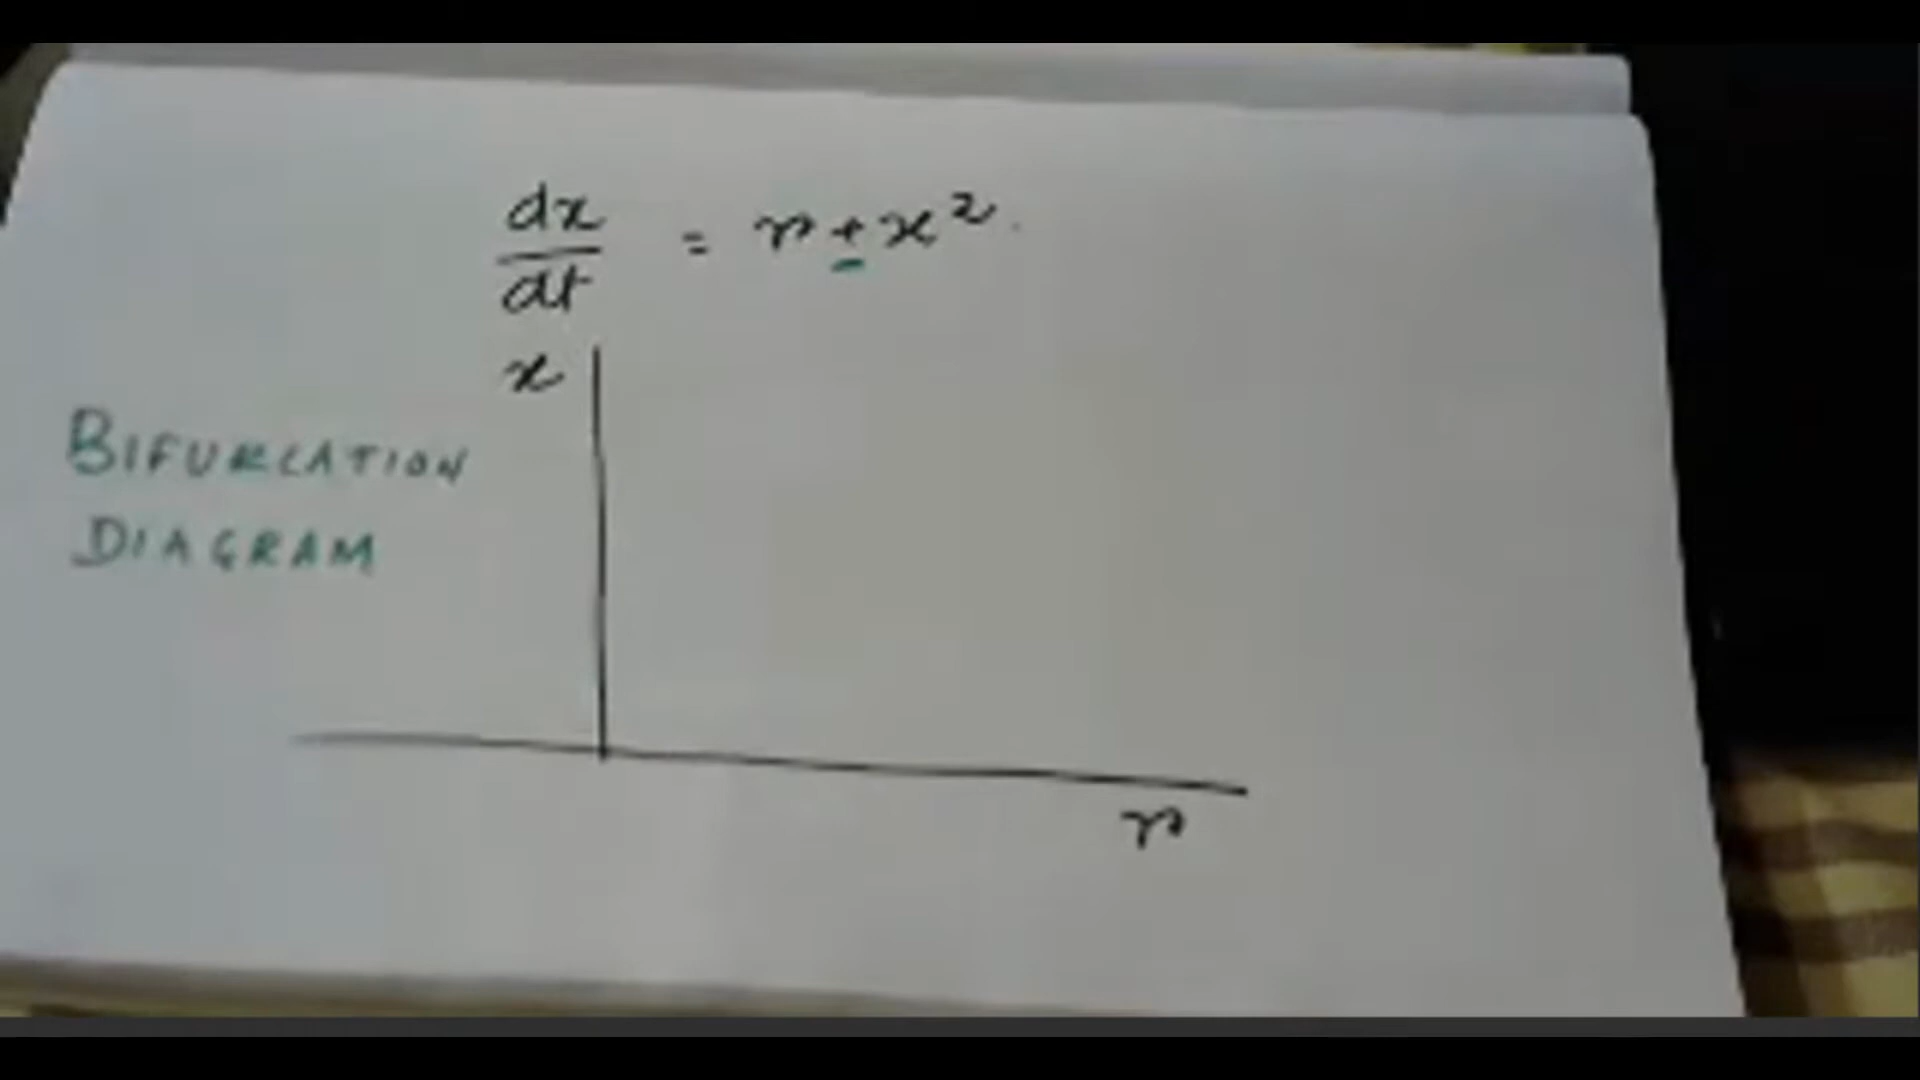 dx/dt = r + x².
x
BIFURCATION
DIAGRAM
r